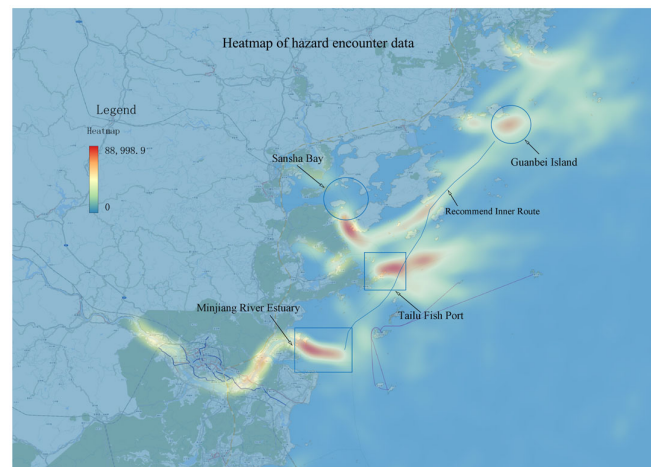 Heatmap of hazard encounter data
Legend
Heatmap
88,998.9
0
Sansha Bay
Guanbei Island
Recommend Inner Route
Minjiang River Estuary
Tailu Fish Port